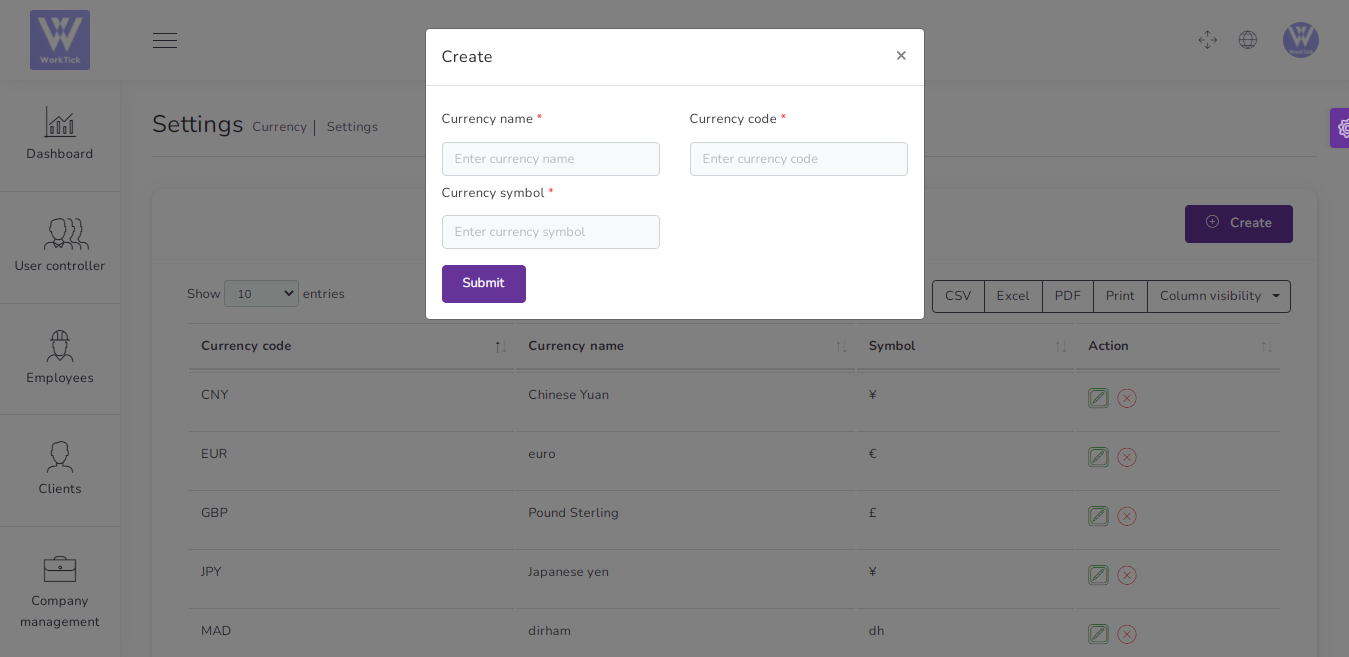 W
WorkTick
Create ×
Currency name *
Currency code *
Enter currency name
Enter currency code
Currency symbol *
Enter currency symbol
Submit
W
WorkTick
Dashboard
User controller
Employees
Clients
Company
management
Settings Currency | Settings
Create
Show 10 entries
CSV Excel PDF Print Column visibility
Currency code Currency name Symbol Action
CNY Chinese Yuan ¥
EUR euro €
GBP Pound Sterling £
JPY Japanese yen ¥
MAD dirham dh